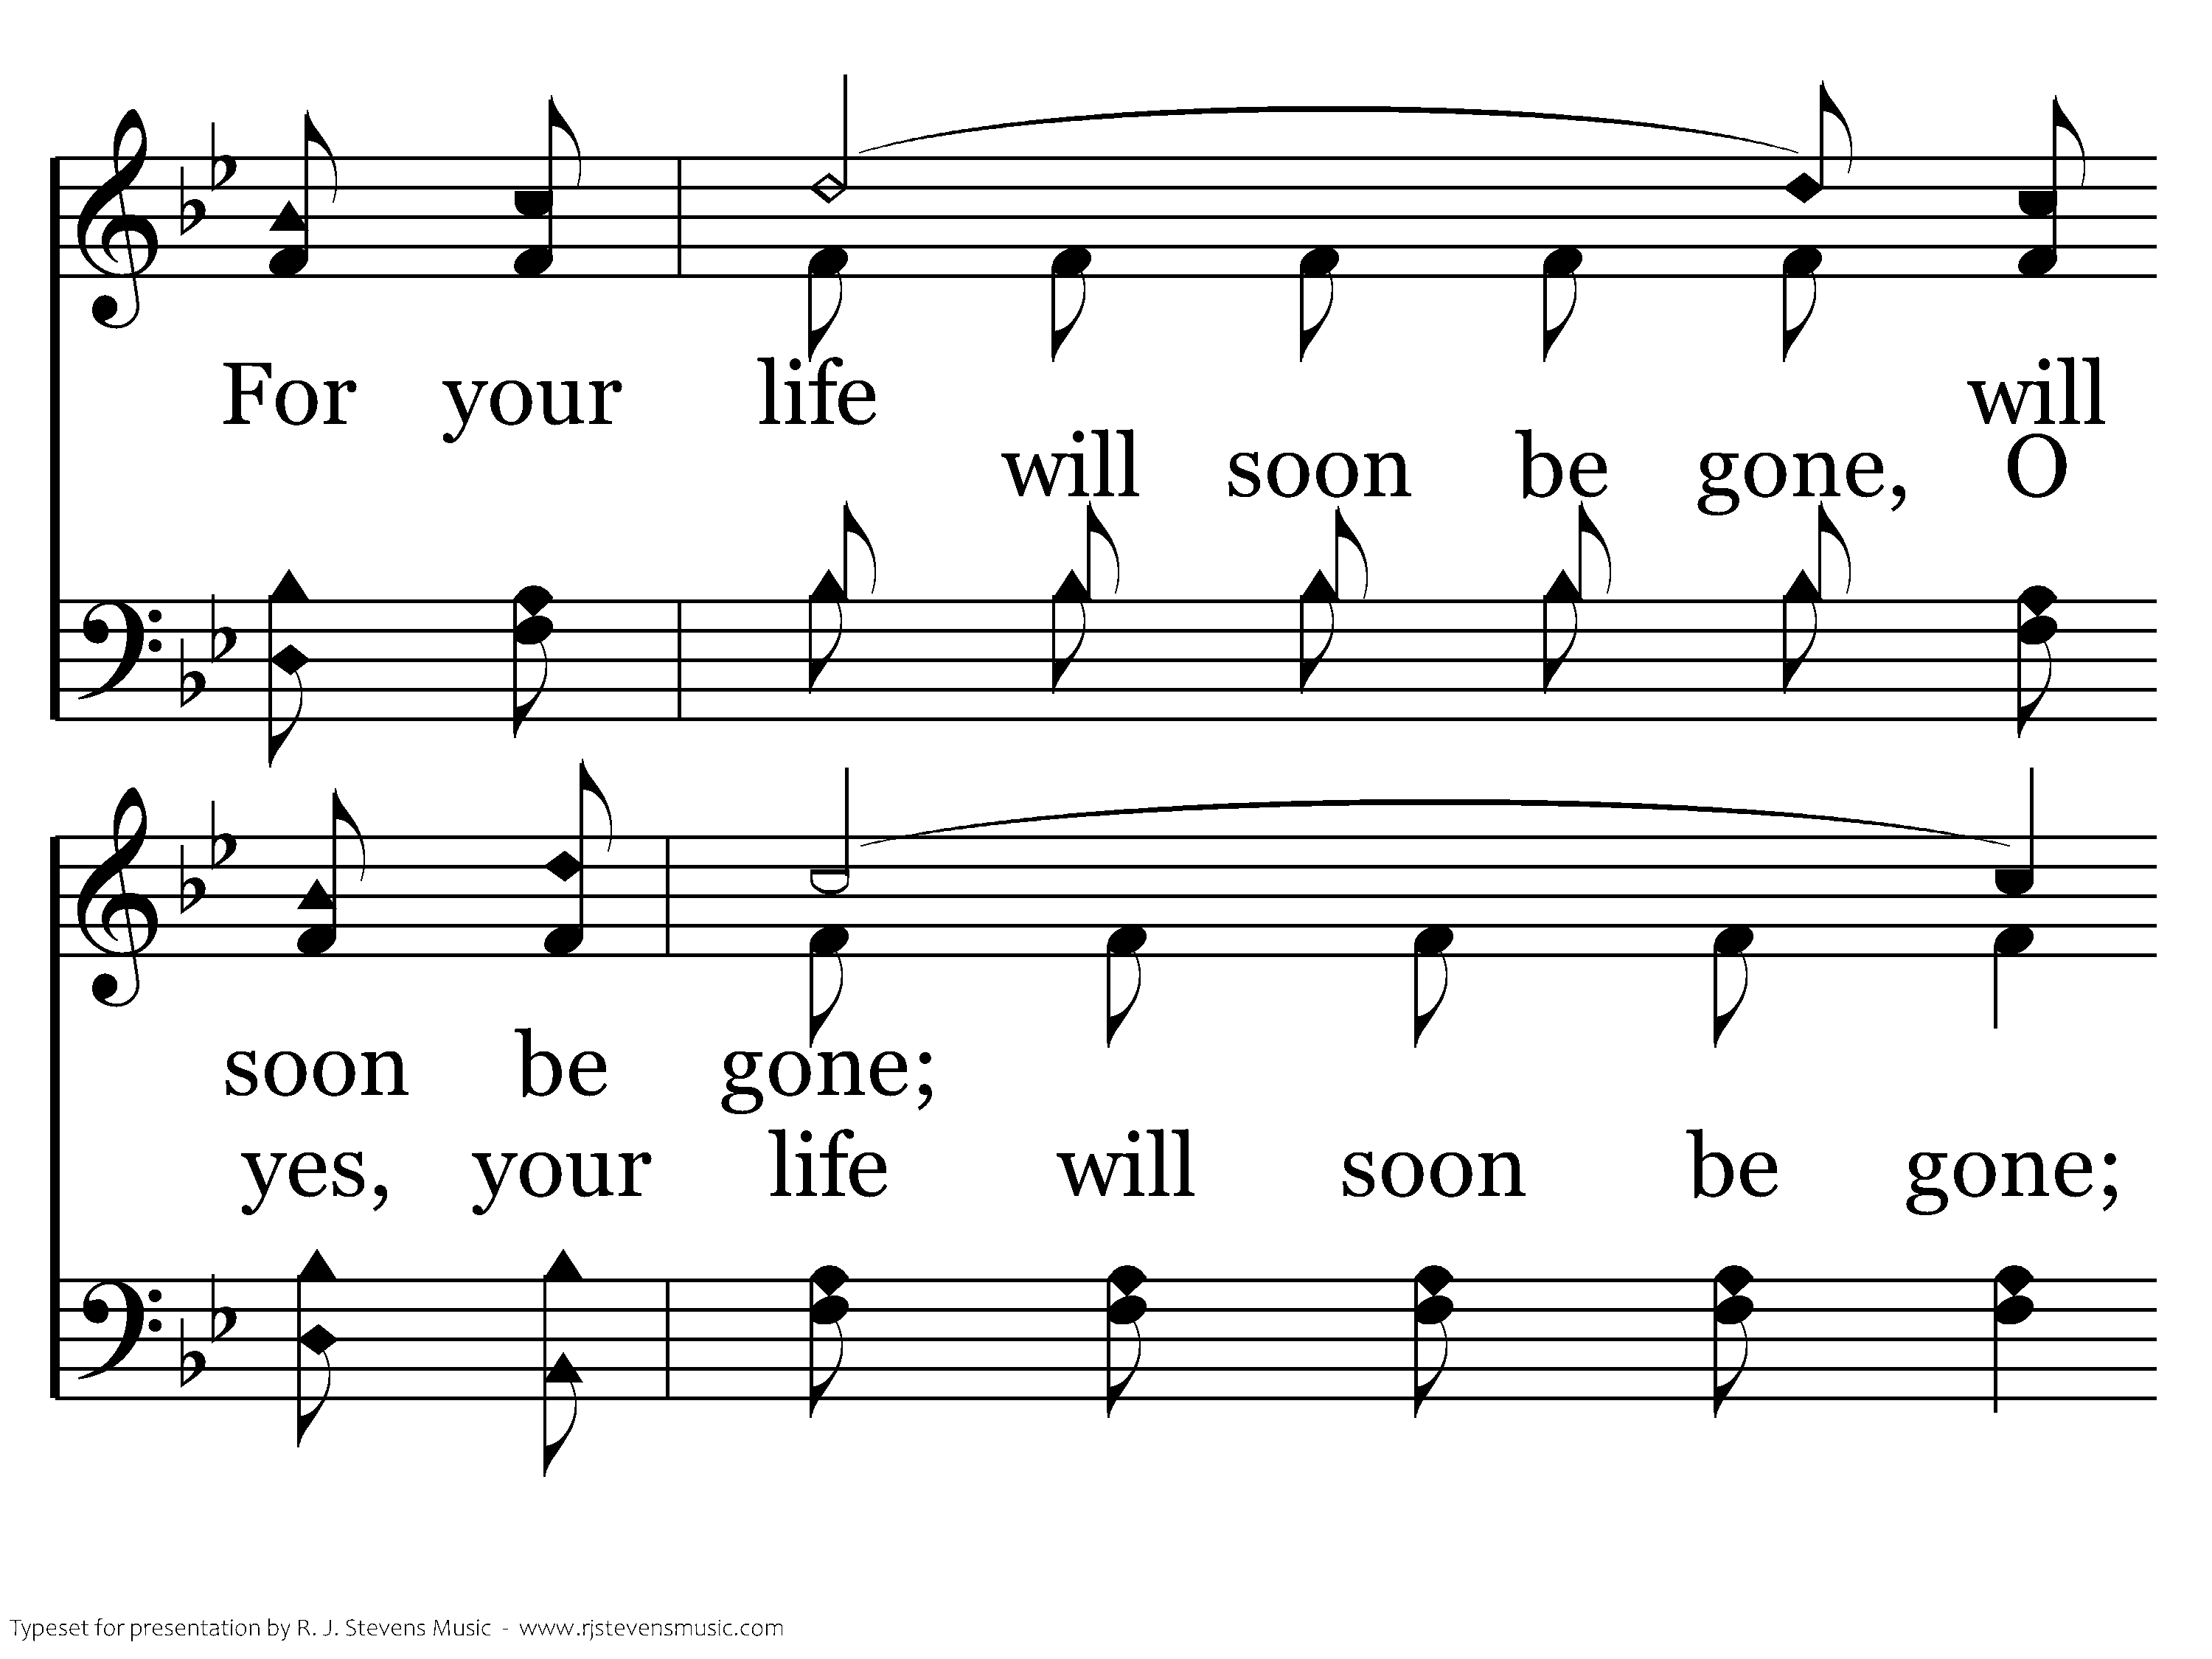 For your life will
will soon be gone, O
soon be gone;
yes, your life will soon be gone;
Typeset for presentation by R. J. Stevens Music - www.rjstevensmusic.com